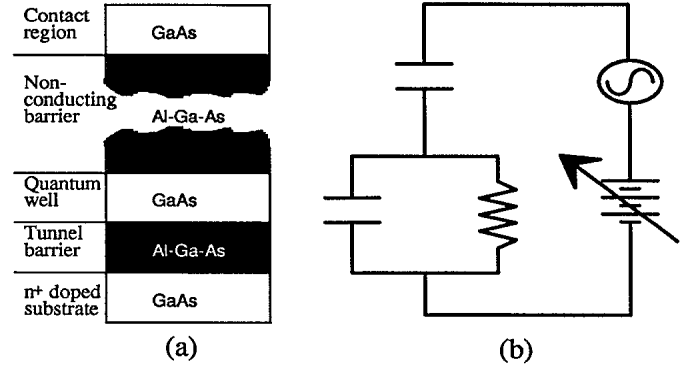 Contact
region
GaAs
Non-
conducting
barrier
Al-Ga-As
Quantum
well
GaAs
Tunnel
barrier
Al-Ga-As
n+ doped
substrate
GaAs
(a)
(b)